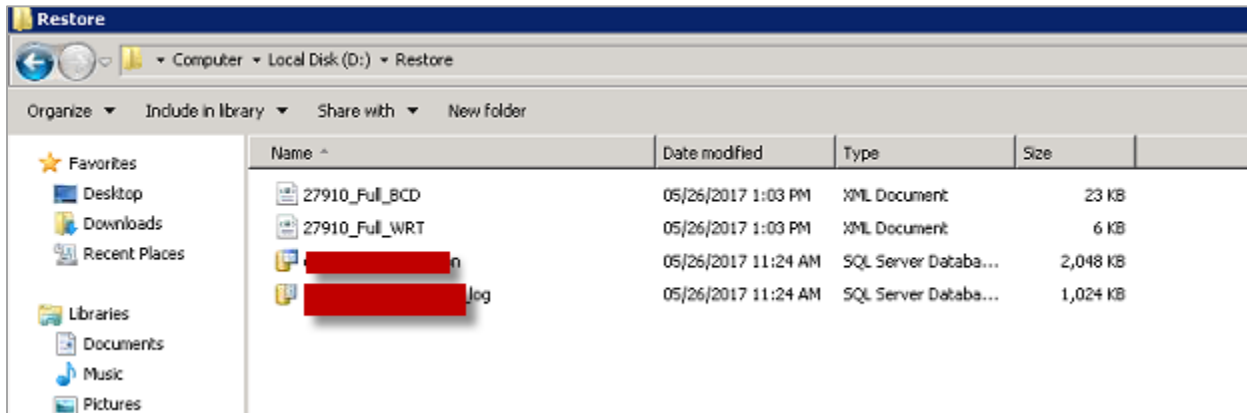 Restore
Computer Local Disk (D:) Restore
Organize Include in library Share with New folder
Name Date modified Type Size
Favorites
Desktop
Downloads
Recent Places
Libraries
Documents
Music
Pictures
27910_Full_BCD 05/26/2017 1:03 PM XML Document 23 KB
27910_Full_WRT 05/26/2017 1:03 PM XML Document 6 KB
n 05/26/2017 11:24 AM SQL Server Databa... 2,048 KB
_log 05/26/2017 11:24 AM SQL Server Databa... 1,024 KB